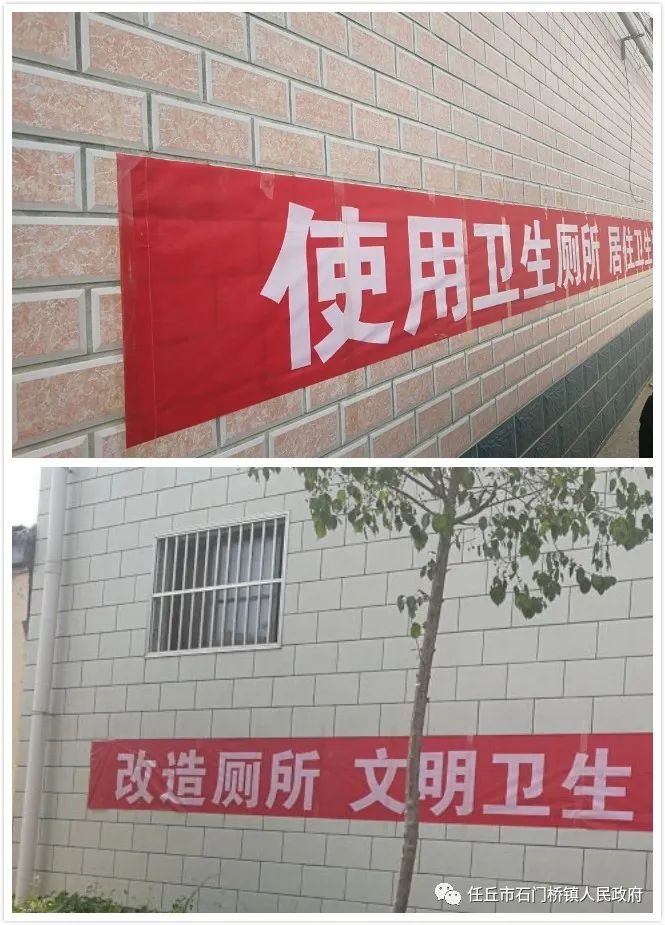 使用卫生厕所 居住卫生
改造厕所 文明卫生
任丘市石门桥镇人民政府